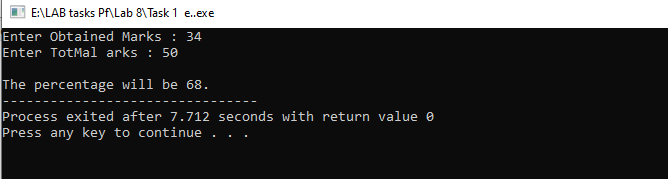 E:\LAB tasks Pf\Lab 8\Task 1 e..exe
Enter Obtained Marks : 34
Enter TotMal arks : 50
The percentage will be 68.
--------------------------------
Process exited after 7.712 seconds with return value 0
Press any key to continue . . .